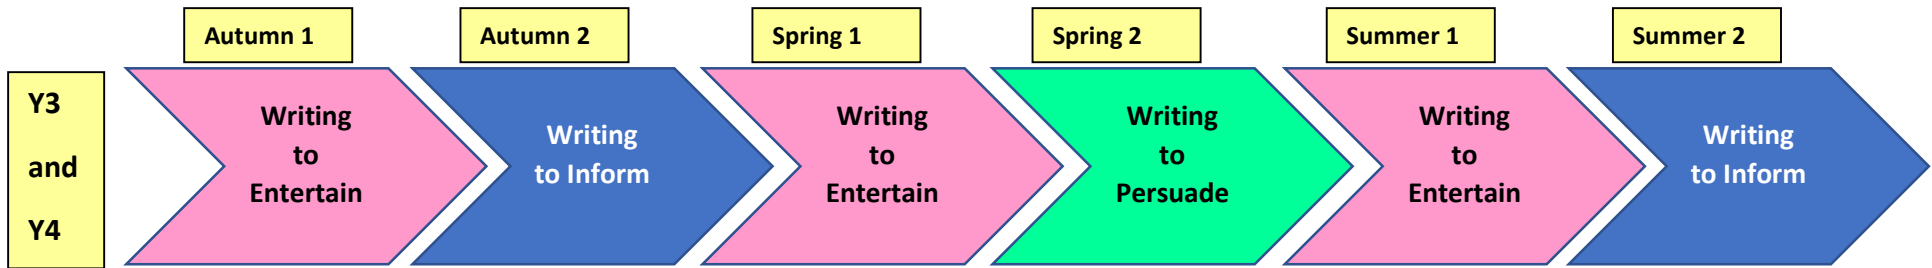 Autumn 1
Autumn 2
Spring 1
Spring 2
Summer 1
Summer 2
Y3
and
Y4
Writing
to
Entertain
Writing
to Inform
Writing
to
Entertain
Writing
to
Persuade
Writing
to
Entertain
Writing
to Inform